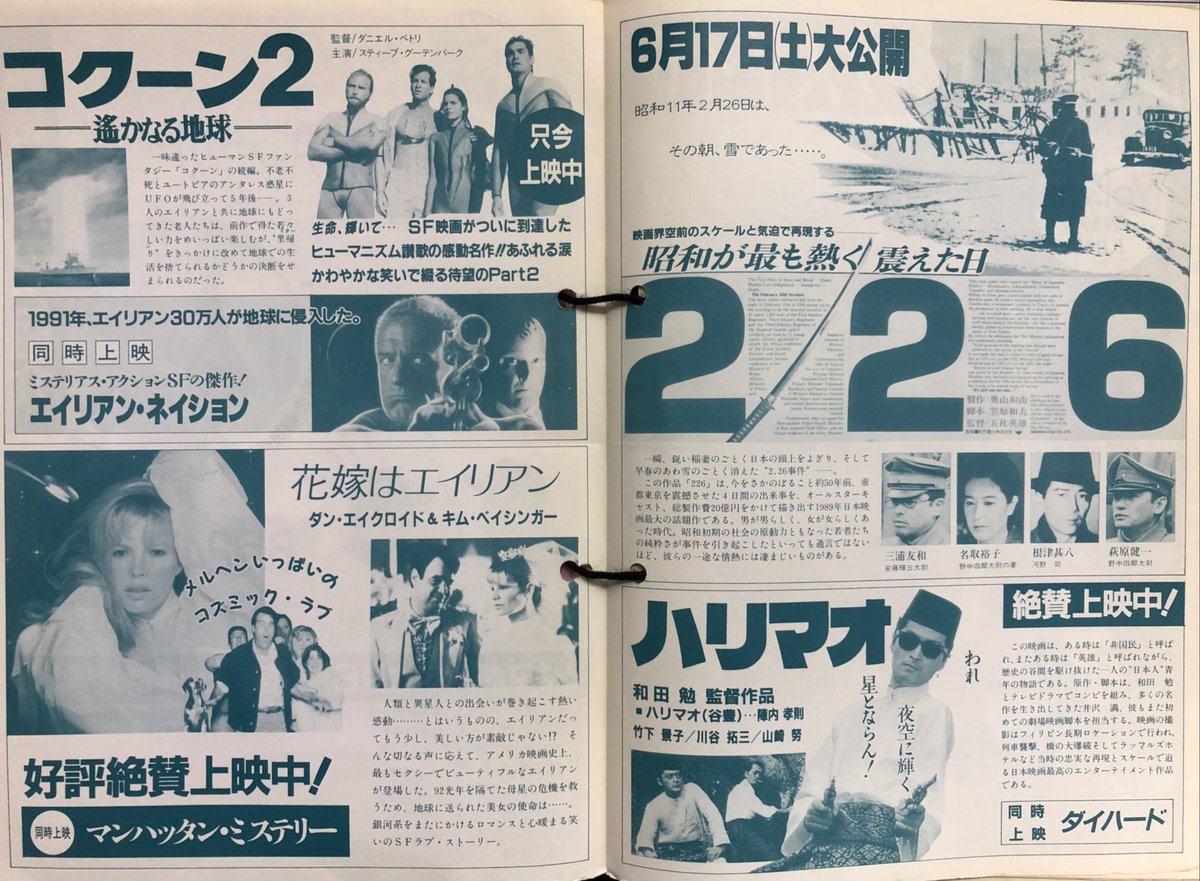 コクーン2
―遙かなる地球―
監督/ダニエル・ペトリ
主演/スティーブ・グーテンバーク
只今
上映中
一味違ったヒューマンSFファン
タジー「コクーン」の続編。不老不
死とユートピアのアンタレス惑星に
UFOが飛び立って5年後――。3
人のエイリアンと共に地球にもどっ
てきた老人たちは、前作で得た若々
しい力をめいっぱい楽しむが、"里帰
り"をきっかけに改めて地球での生
活を捨てられるかどうかの決断をせ
まられるのだった。
生命、輝いて… SF映画がついに到達した
ヒューマニズム讃歌の感動名作!!あふれる涙
かわやかな笑いで綴る待望のPart2
1991年、エイリアン30万人が地球に侵入した。
同時上映
ミステリアス・アクションSFの傑作!
エイリアン・ネイション
花嫁はエイリアン
ダン・エイクロイド&キム・ベイシンガー
メルヘンいっぱいの
コズミック・ラブ
人類と異星人との出会いが巻き起こす熱い
感動………とはいうものの、エイリアンだっ
てもう少し、美しい方が素敵じゃない!? そ
んな切なる声に応えて、アメリカ映画史上、
最もセクシーでビューティフルなエイリアン
が登場した。92光年を隔てた母星の危機を救
うため、地球に送られた美女の使命は……。
銀河系をまたにかけるロマンスと心暖まる笑
いのSFラブ・ストーリー。
好評絶賛上映中!
同時上映
マンハッタン・ミステリー
6月17日(土)大公開
昭和11年2月26日は、
その朝、雪であった……。
映画界空前のスケールと気迫で再現する
昭和が最も熱く震えた日
226
The February 26th Incident
製作 奥山和由
脚本 笠原和夫
監督 五社英雄
一瞬、鋭い稲妻のごとく日本の頭上をよぎり、そして
早春のあわ雪のごとく消えた"2.26事件"――。
この作品「226」は、今をさかのぼること約50年前、帝
都東京を震撼させた4日間の出来事を、オールスターキ
ャスト、総製作費20億円をかけて描き出す1989年日本映
画最大の話題作である。男が男らしく、女が女らしくあ
った時代。昭和初期の社会の原動力ともなった若者たち
の純粋さが事件を引き起こしたといっても過言ではない
ほど、彼らの一途な情熱には凄まじいものがある。
三浦友和
安藤輝三大尉
名取裕子
野中四郎大尉の妻
根津甚八
河野 司
萩原健一
野中四郎大尉
ハリマオ
絶賛上映中!
和田 勉 監督作品
■ハリマオ(谷豊)…陣内 孝則
竹下 景子/川谷 拓三/山﨑 努
われ
夜空に輝く
星とならん!
この映画は、ある時は「非国民」と呼ば
れ、またある時は「英雄」と呼ばれながら、
歴史の谷間を駆け抜けた一人の"日本人"青
年の物語である。原作・脚本は、和田 勉
とテレビドラマでコンビを組み、多くの名
作を生み出してきた井沢 満、彼もまた初
めての劇場映画脚本を担当する。映画の撮
影はフィリピン長期ロケーションで行われ、
列車襲撃、橋の大爆破そしてラッフルズホ
テルなど当時の忠実な再現とスケールで迫
る日本映画最高のエンターテイメント作品
である。
同時
上映
ダイハード